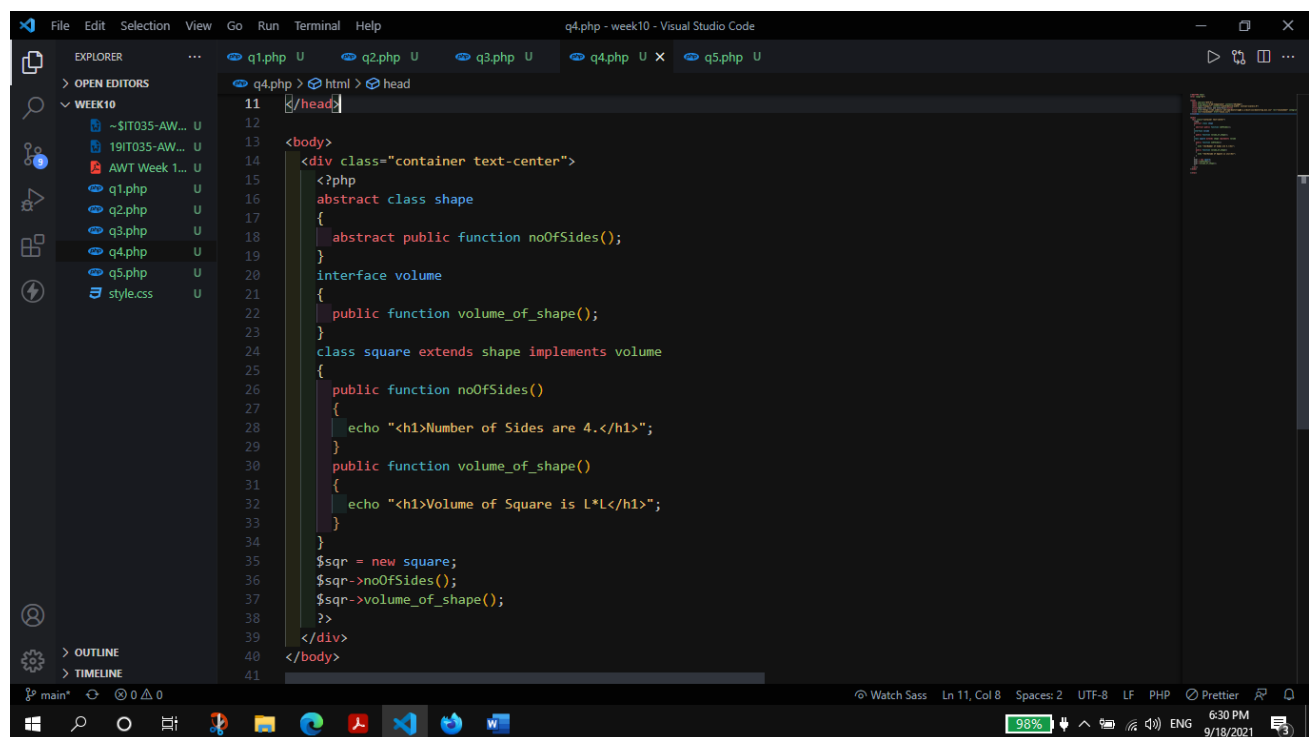 File Edit Selection View Go Run Terminal Help q4.php - week10 - Visual Studio Code
EXPLORER ··· q1.php U q2.php U q3.php U q4.php U q5.php U
OPEN EDITORS
q4.php > html > head
WEEK10
~$IT035-AW... U
19IT035-AW... U
AWT Week 1... U
q1.php U
q2.php U
q3.php U
q4.php U
q5.php U
style.css U
11 </head>
12
13 <body>
14 <div class="container text-center">
15 <?php
16 abstract class shape
17 {
18 abstract public function noOfSides();
19 }
20 interface volume
21 {
22 public function volume_of_shape();
23 }
24 class square extends shape implements volume
25 {
26 public function noOfSides()
27 {
28 echo "<h1>Number of Sides are 4.</h1>";
29 }
30 public function volume_of_shape()
31 {
32 echo "<h1>Volume of Square is L*L</h1>";
33 }
34 }
35 $sqr = new square;
36 $sqr->noOfSides();
37 $sqr->volume_of_shape();
38 ?>
39 </div>
40 </body>
41
9
OUTLINE
TIMELINE
main* 0 0 Watch Sass Ln 11, Col 8 Spaces: 2 UTF-8 LF PHP Prettier
98% ENG 6:30 PM
9/18/2021 3